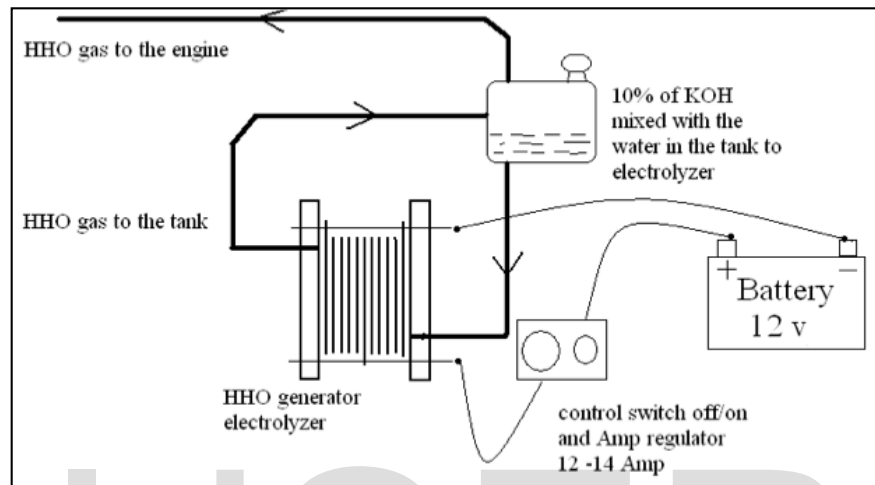 HHO gas to the engine
10% of KOH
mixed with the
water in the tank to
electrolyzer
HHO gas to the tank
+
−
Battery
12 v
HHO generator
electrolyzer
control switch off/on
and Amp regulator
12 -14 Amp